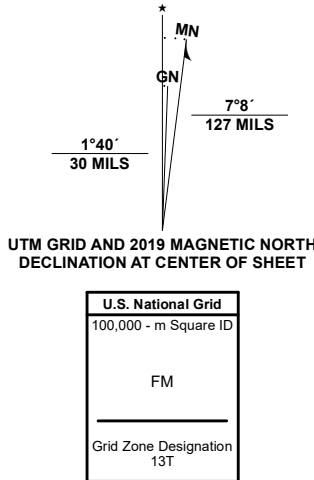 ★
MN
GN
7°8´
127 MILS
1°40´
30 MILS
UTM GRID AND 2019 MAGNETIC NORTH
DECLINATION AT CENTER OF SHEET
U.S. National Grid
100,000 - m Square ID
FM
Grid Zone Designation
13T